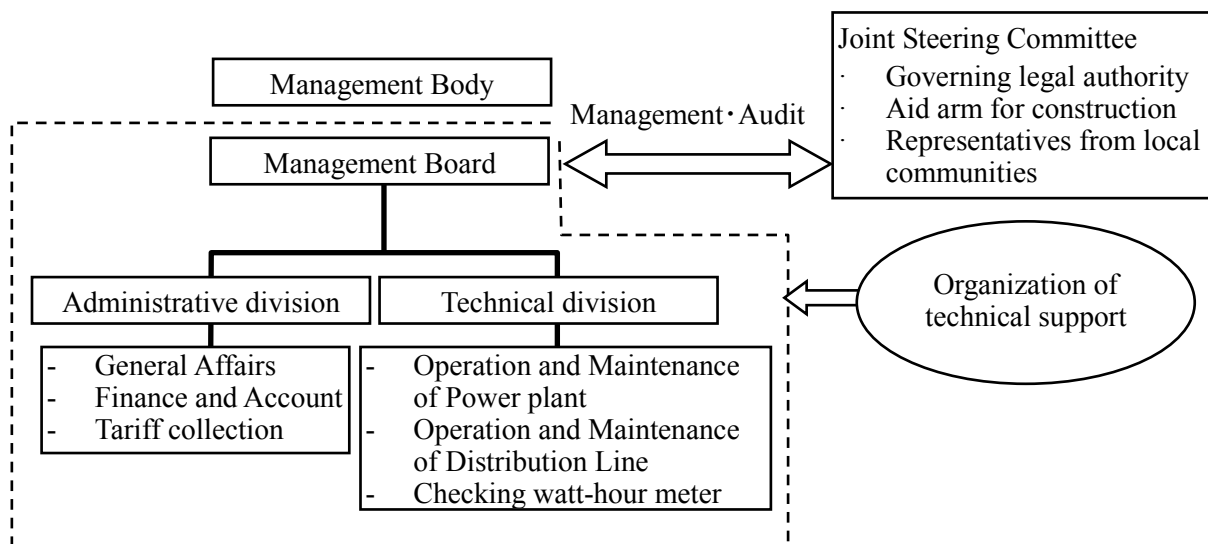 Management Body
Management Board
Management・Audit
Joint Steering Committee
· Governing legal authority
· Aid arm for construction
· Representatives from local
communities
Administrative division
Technical division
Organization of
technical support
- General Affairs
- Finance and Account
- Tariff collection
- Operation and Maintenance
of Power plant
- Operation and Maintenance
of Distribution Line
- Checking watt-hour meter